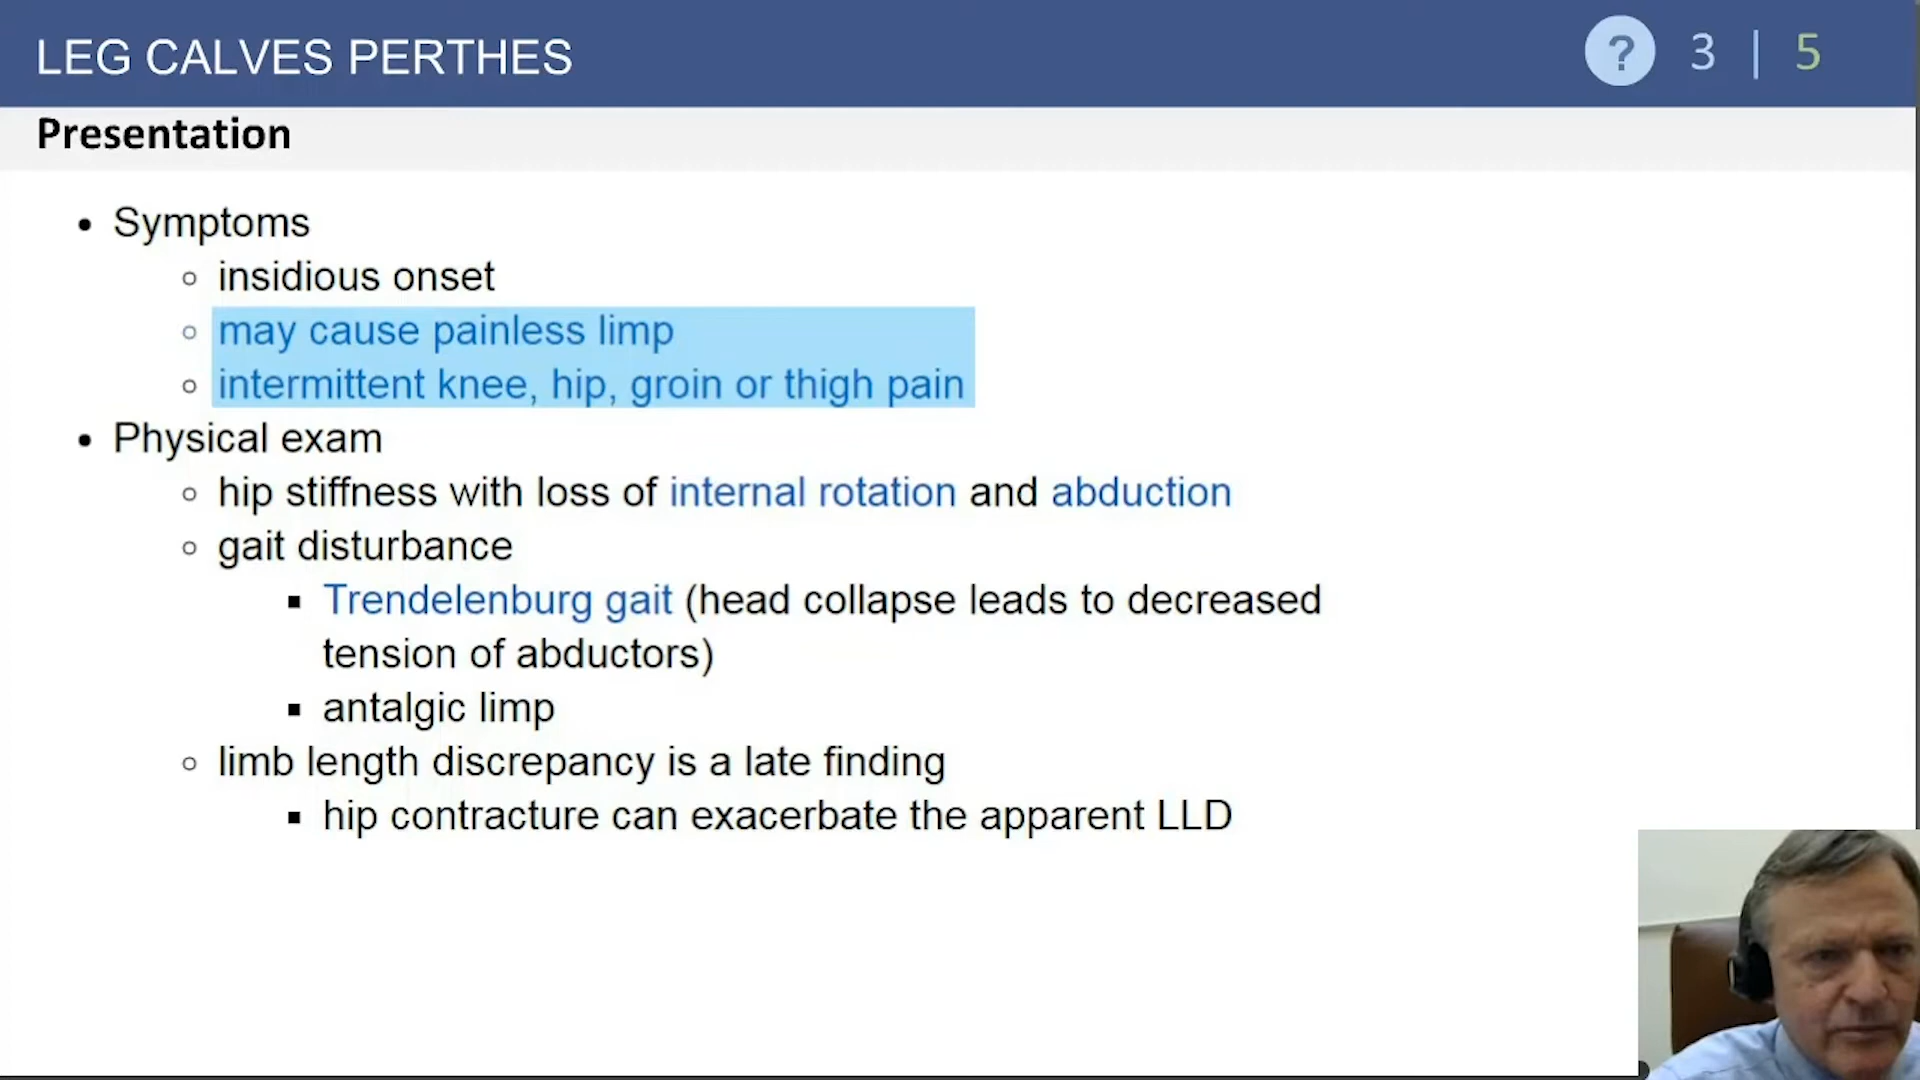 LEG CALVES PERTHES
? 3 | 5
Presentation
• Symptoms
○ insidious onset
○ may cause painless limp
○ intermittent knee, hip, groin or thigh pain
• Physical exam
○ hip stiffness with loss of internal rotation and abduction
○ gait disturbance
▪ Trendelenburg gait (head collapse leads to decreased
tension of abductors)
▪ antalgic limp
○ limb length discrepancy is a late finding
▪ hip contracture can exacerbate the apparent LLD